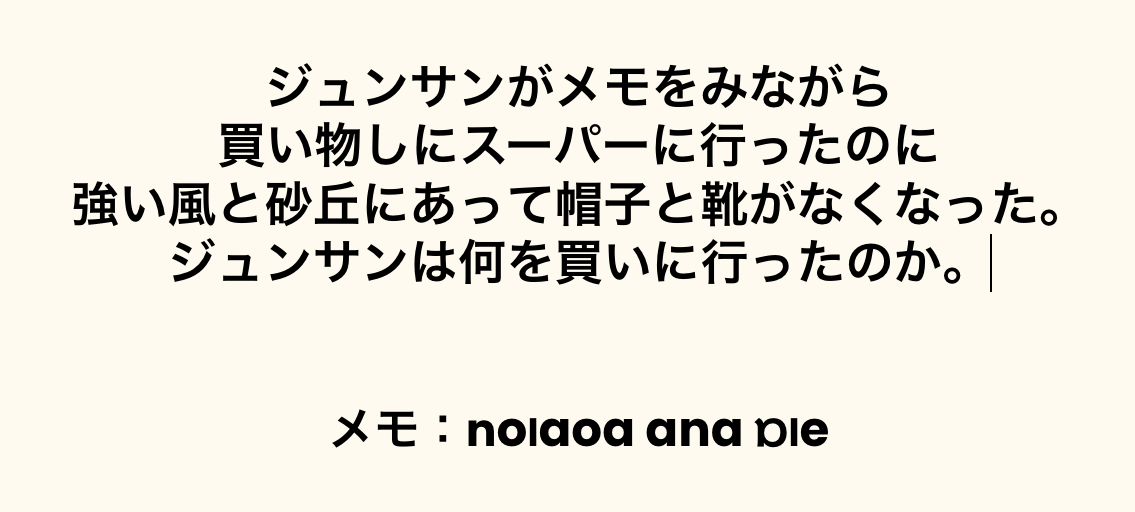 ジュンサンがメモをみながら
買い物しにスーパーに行ったのに
強い風と砂丘にあって帽子と靴がなくなった。
ジュンサンは何を買いに行ったのか。
メモ：noıaoa ana ɒıe